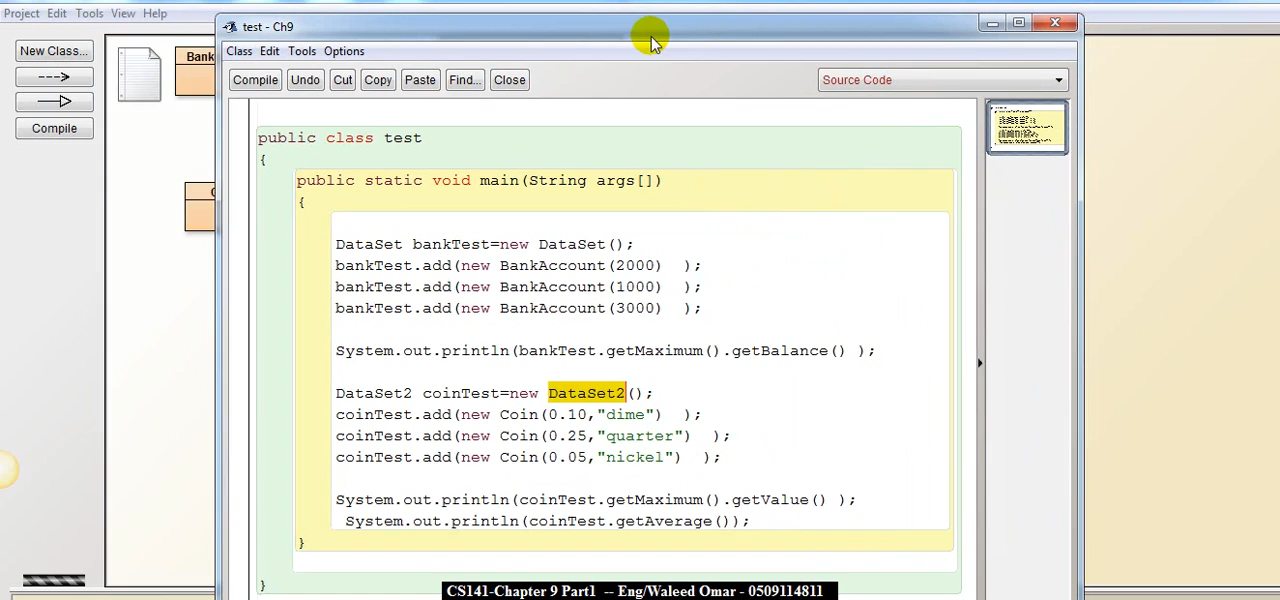 Project Edit Tools View Help
test - Ch9
New Class...
Bank
Class Edit Tools Options
Compile Undo Cut Copy Paste Find... Close Source Code
Compile
public class test
{
public static void main(String args[])
{
DataSet bankTest=new DataSet();
bankTest.add(new BankAccount(2000)  );
bankTest.add(new BankAccount(1000)  );
bankTest.add(new BankAccount(3000)  );
System.out.println(bankTest.getMaximum().getBalance() );
DataSet2 coinTest=new DataSet2();
coinTest.add(new Coin(0.10,"dime")  );
coinTest.add(new Coin(0.25,"quarter")  );
coinTest.add(new Coin(0.05,"nickel")  );
System.out.println(coinTest.getMaximum().getValue() );
System.out.println(coinTest.getAverage());
}
}
CS141-Chapter 9 Part1 -- Eng/Waleed Omar - 0509114811